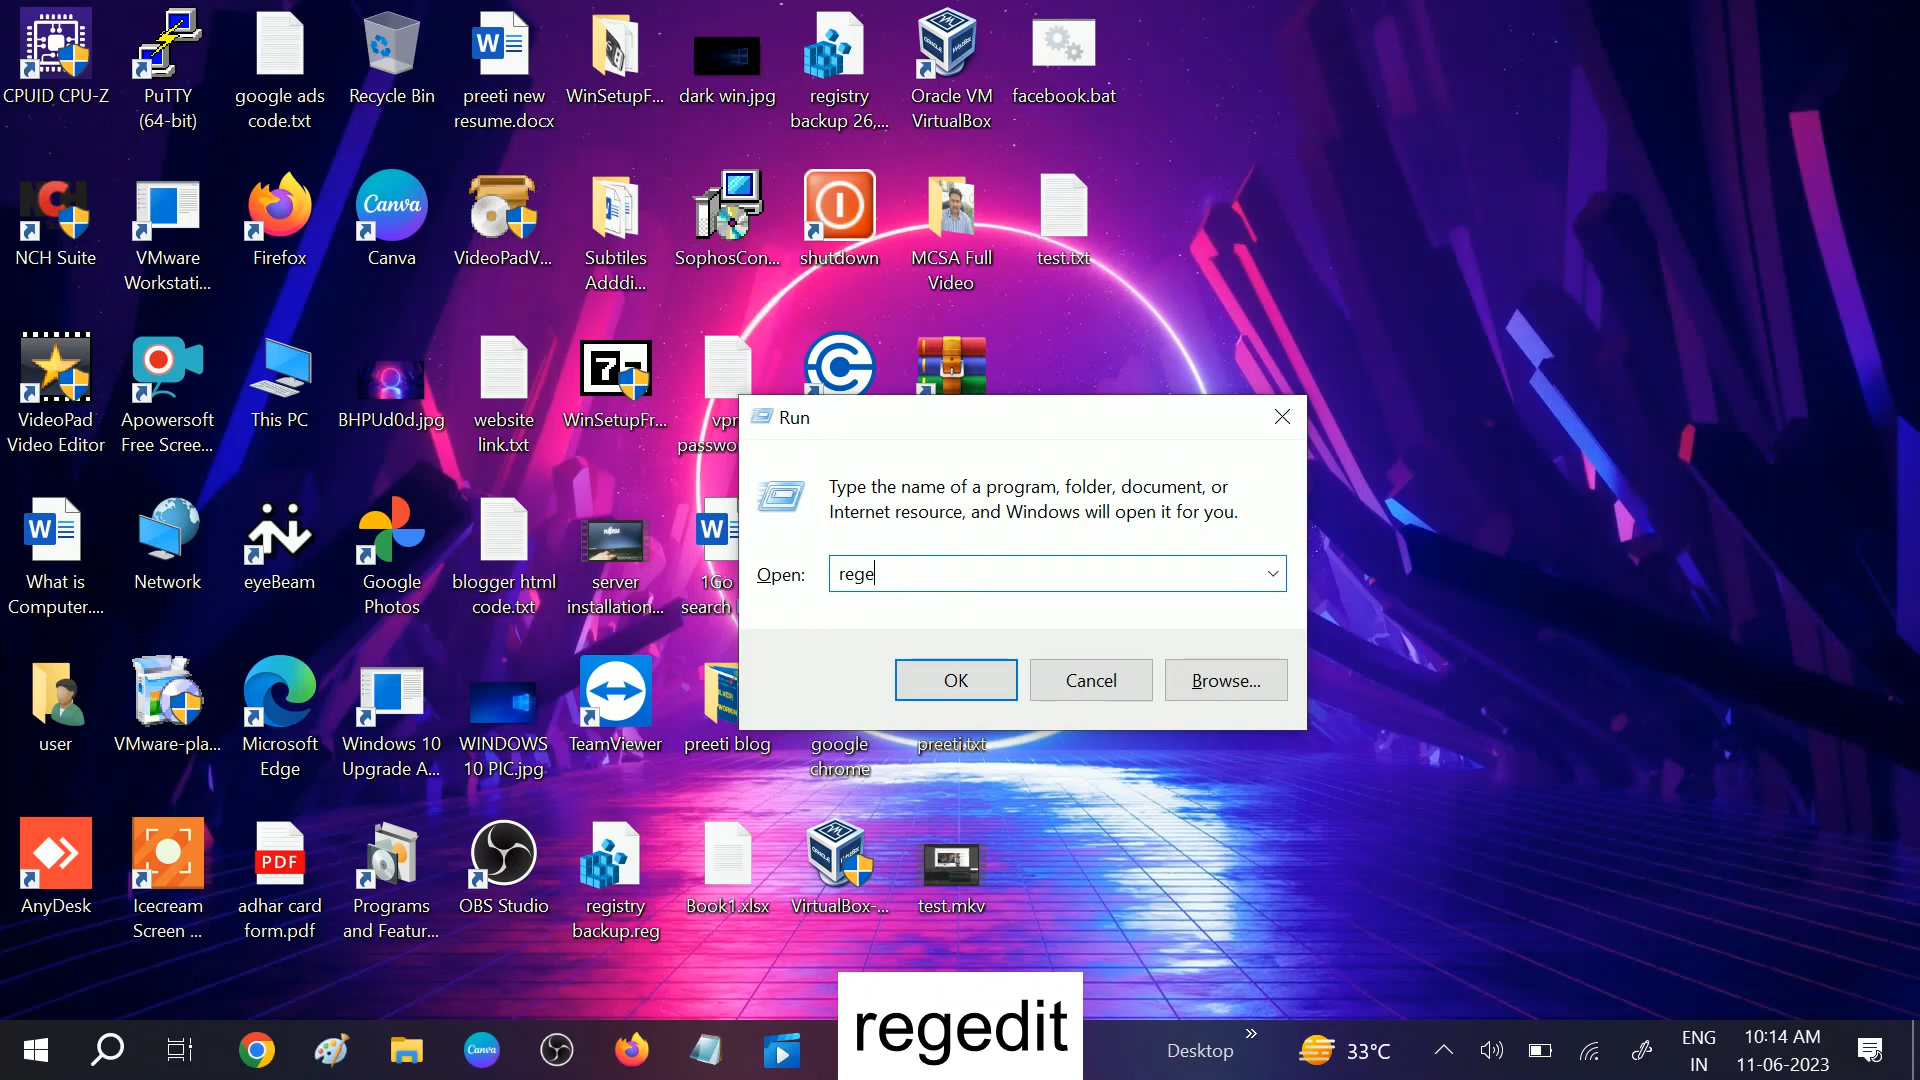 CPUID CPU-Z
PuTTY
(64-bit)
google ads
code.txt
Recycle Bin
preeti new
resume.docx
WinSetupF...
dark win.jpg
registry
backup 26,...
Oracle VM
VirtualBox
facebook.bat
NCH Suite
VMware
Workstati...
Firefox
Canva
Canva
VideoPadV...
Subtiles
Adddi...
SophosCon...
shutdown
MCSA Full
Video
test.txt
VideoPad
Video Editor
Apowersoft
Free Scree...
This PC
BHPUd0d.jpg
website
link.txt
WinSetupFr...
vpn
passwo
Run
Type the name of a program, folder, document, or
Internet resource, and Windows will open it for you.
Open:
rege
OK
Cancel
Browse...
What is
Computer....
Network
eyeBeam
Google
Photos
blogger html
code.txt
server
installation...
1Go
search
user
VMware-pla...
Microsoft
Edge
Windows 10
Upgrade A...
WINDOWS
10 PIC.jpg
TeamViewer
preeti blog
google
chrome
preeti.txt
AnyDesk
Icecream
Screen ...
PDF
adhar card
form.pdf
Programs
and Featur...
OBS Studio
registry
backup.reg
Book1.xlsx
VirtualBox-...
test.mkv
regedit
Canva
Desktop
33°C
ENG
IN
10:14 AM
11-06-2023